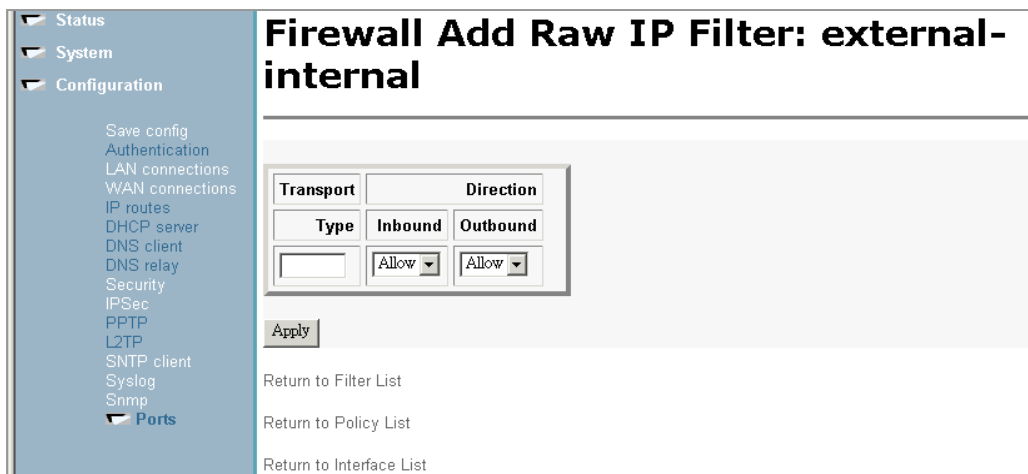 Status
System
Configuration
Save config
Authentication
LAN connections
WAN connections
IP routes
DHCP server
DNS client
DNS relay
Security
IPSec
PPTP
L2TP
SNTP client
Syslog
Snmp
Ports
Firewall Add Raw IP Filter: external-
internal
Transport Direction
Type Inbound Outbound
Allow Allow
Apply
Return to Filter List
Return to Policy List
Return to Interface List